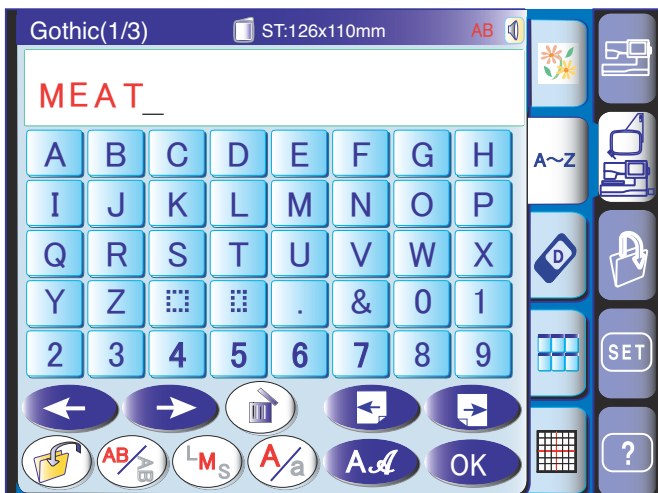 Gothic(1/3) ST:126x110mm AB
MEAT_
A B C D E F G H
A~Z
I J K L M N O P
Q R S T U V W X
D
Y Z . & 0 1
2 3 4 5 6 7 8 9
SET
AB/AB LMS A/a AA OK
?